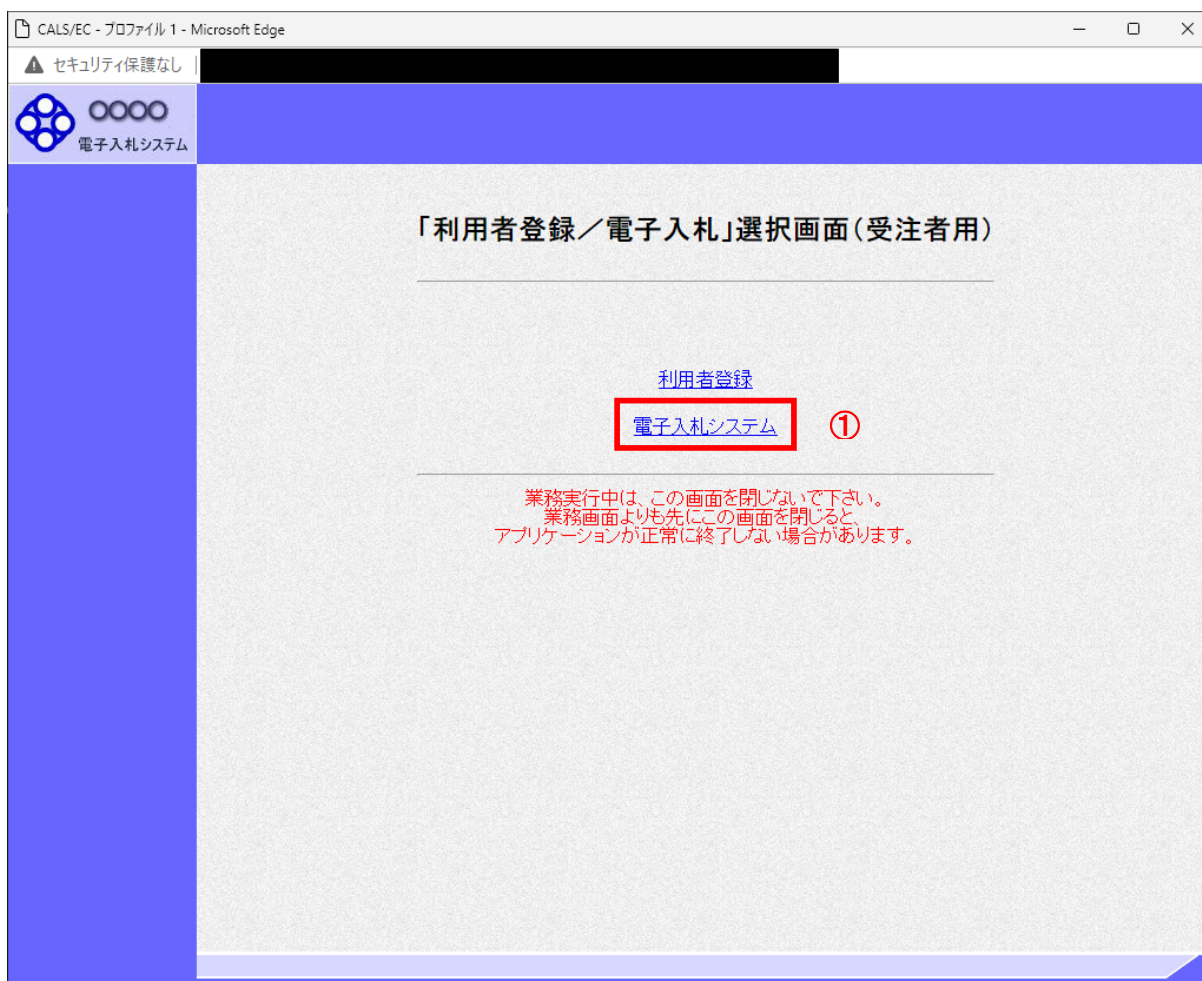 CALS/EC - プロファイル 1 - Microsoft Edge
セキュリティ保護なし
○○○○
電子入札システム
「利用者登録／電子入札」選択画面(受注者用)
利用者登録
電子入札システム ①
業務実行中は、この画面を閉じないで下さい。
業務画面よりも先にこの画面を閉じると、
アプリケーションが正常に終了しない場合があります。